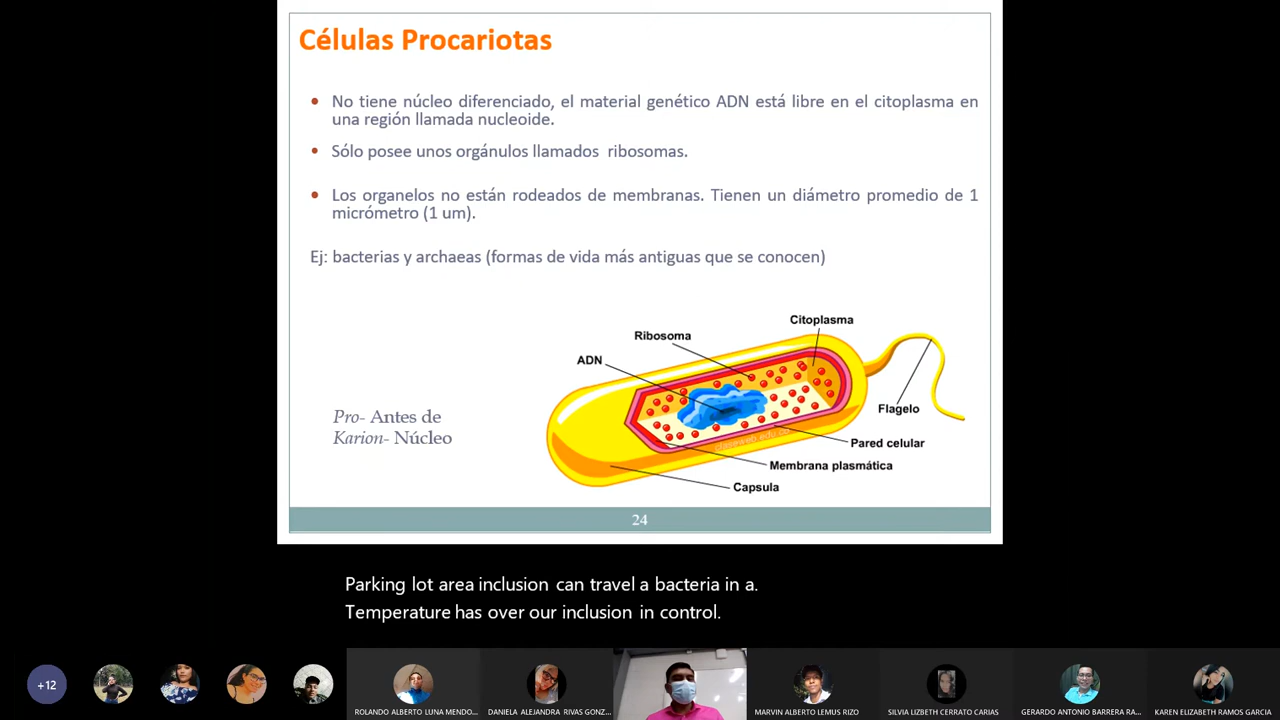 Células Procariotas
No tiene núcleo diferenciado, el material genético ADN está libre en el citoplasma en
una región llamada nucleoide.
Sólo posee unos orgánulos llamados ribosomas.
Los organelos no están rodeados de membranas. Tienen un diámetro promedio de 1
micrómetro (1 um).
Ej: bacterias y archaeas (formas de vida más antiguas que se conocen)
Citoplasma
Ribosoma
ADN
Flagelo
Pro- Antes de
Karion- Núcleo
Pared celular
Membrana plasmática
Capsula
24
Parking lot area inclusion can travel a bacteria in a.
Temperature has over our inclusion in control.
+12
ROLANDO ALBERTO LUNA MENDO...
DANIELA ALEJANDRA RIVAS GONZ...
MARVIN ALBERTO LEMUS RIZO
SILVIA LIZBETH CERRATO CARIAS
GERARDO ANTONIO BARRERA RA...
KAREN ELIZABETH RAMOS GARCIA